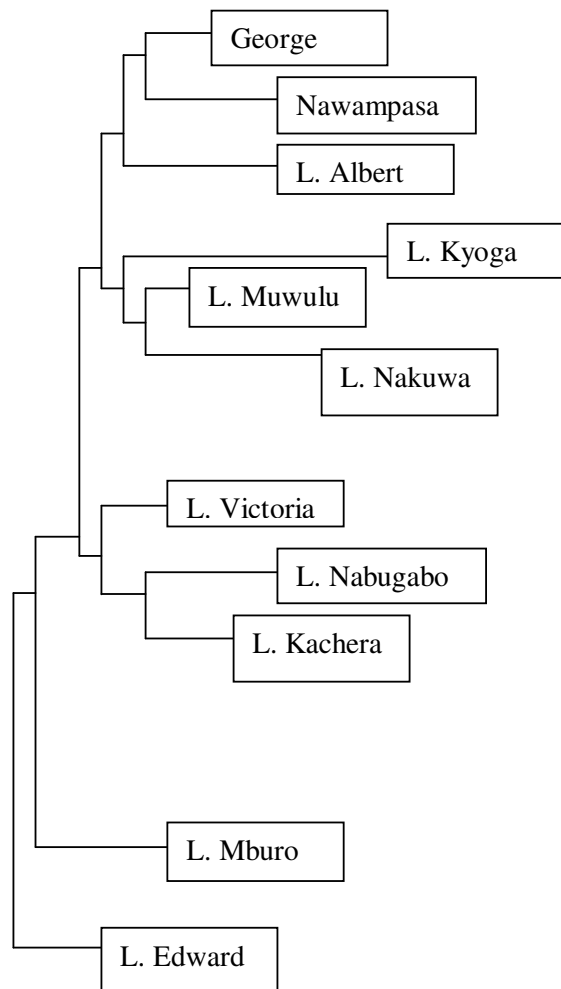 George
Nawampasa
L. Albert
L. Kyoga
L. Muwulu
L. Nakuwa
L. Victoria
L. Nabugabo
L. Kachera
L. Mburo
L. Edward